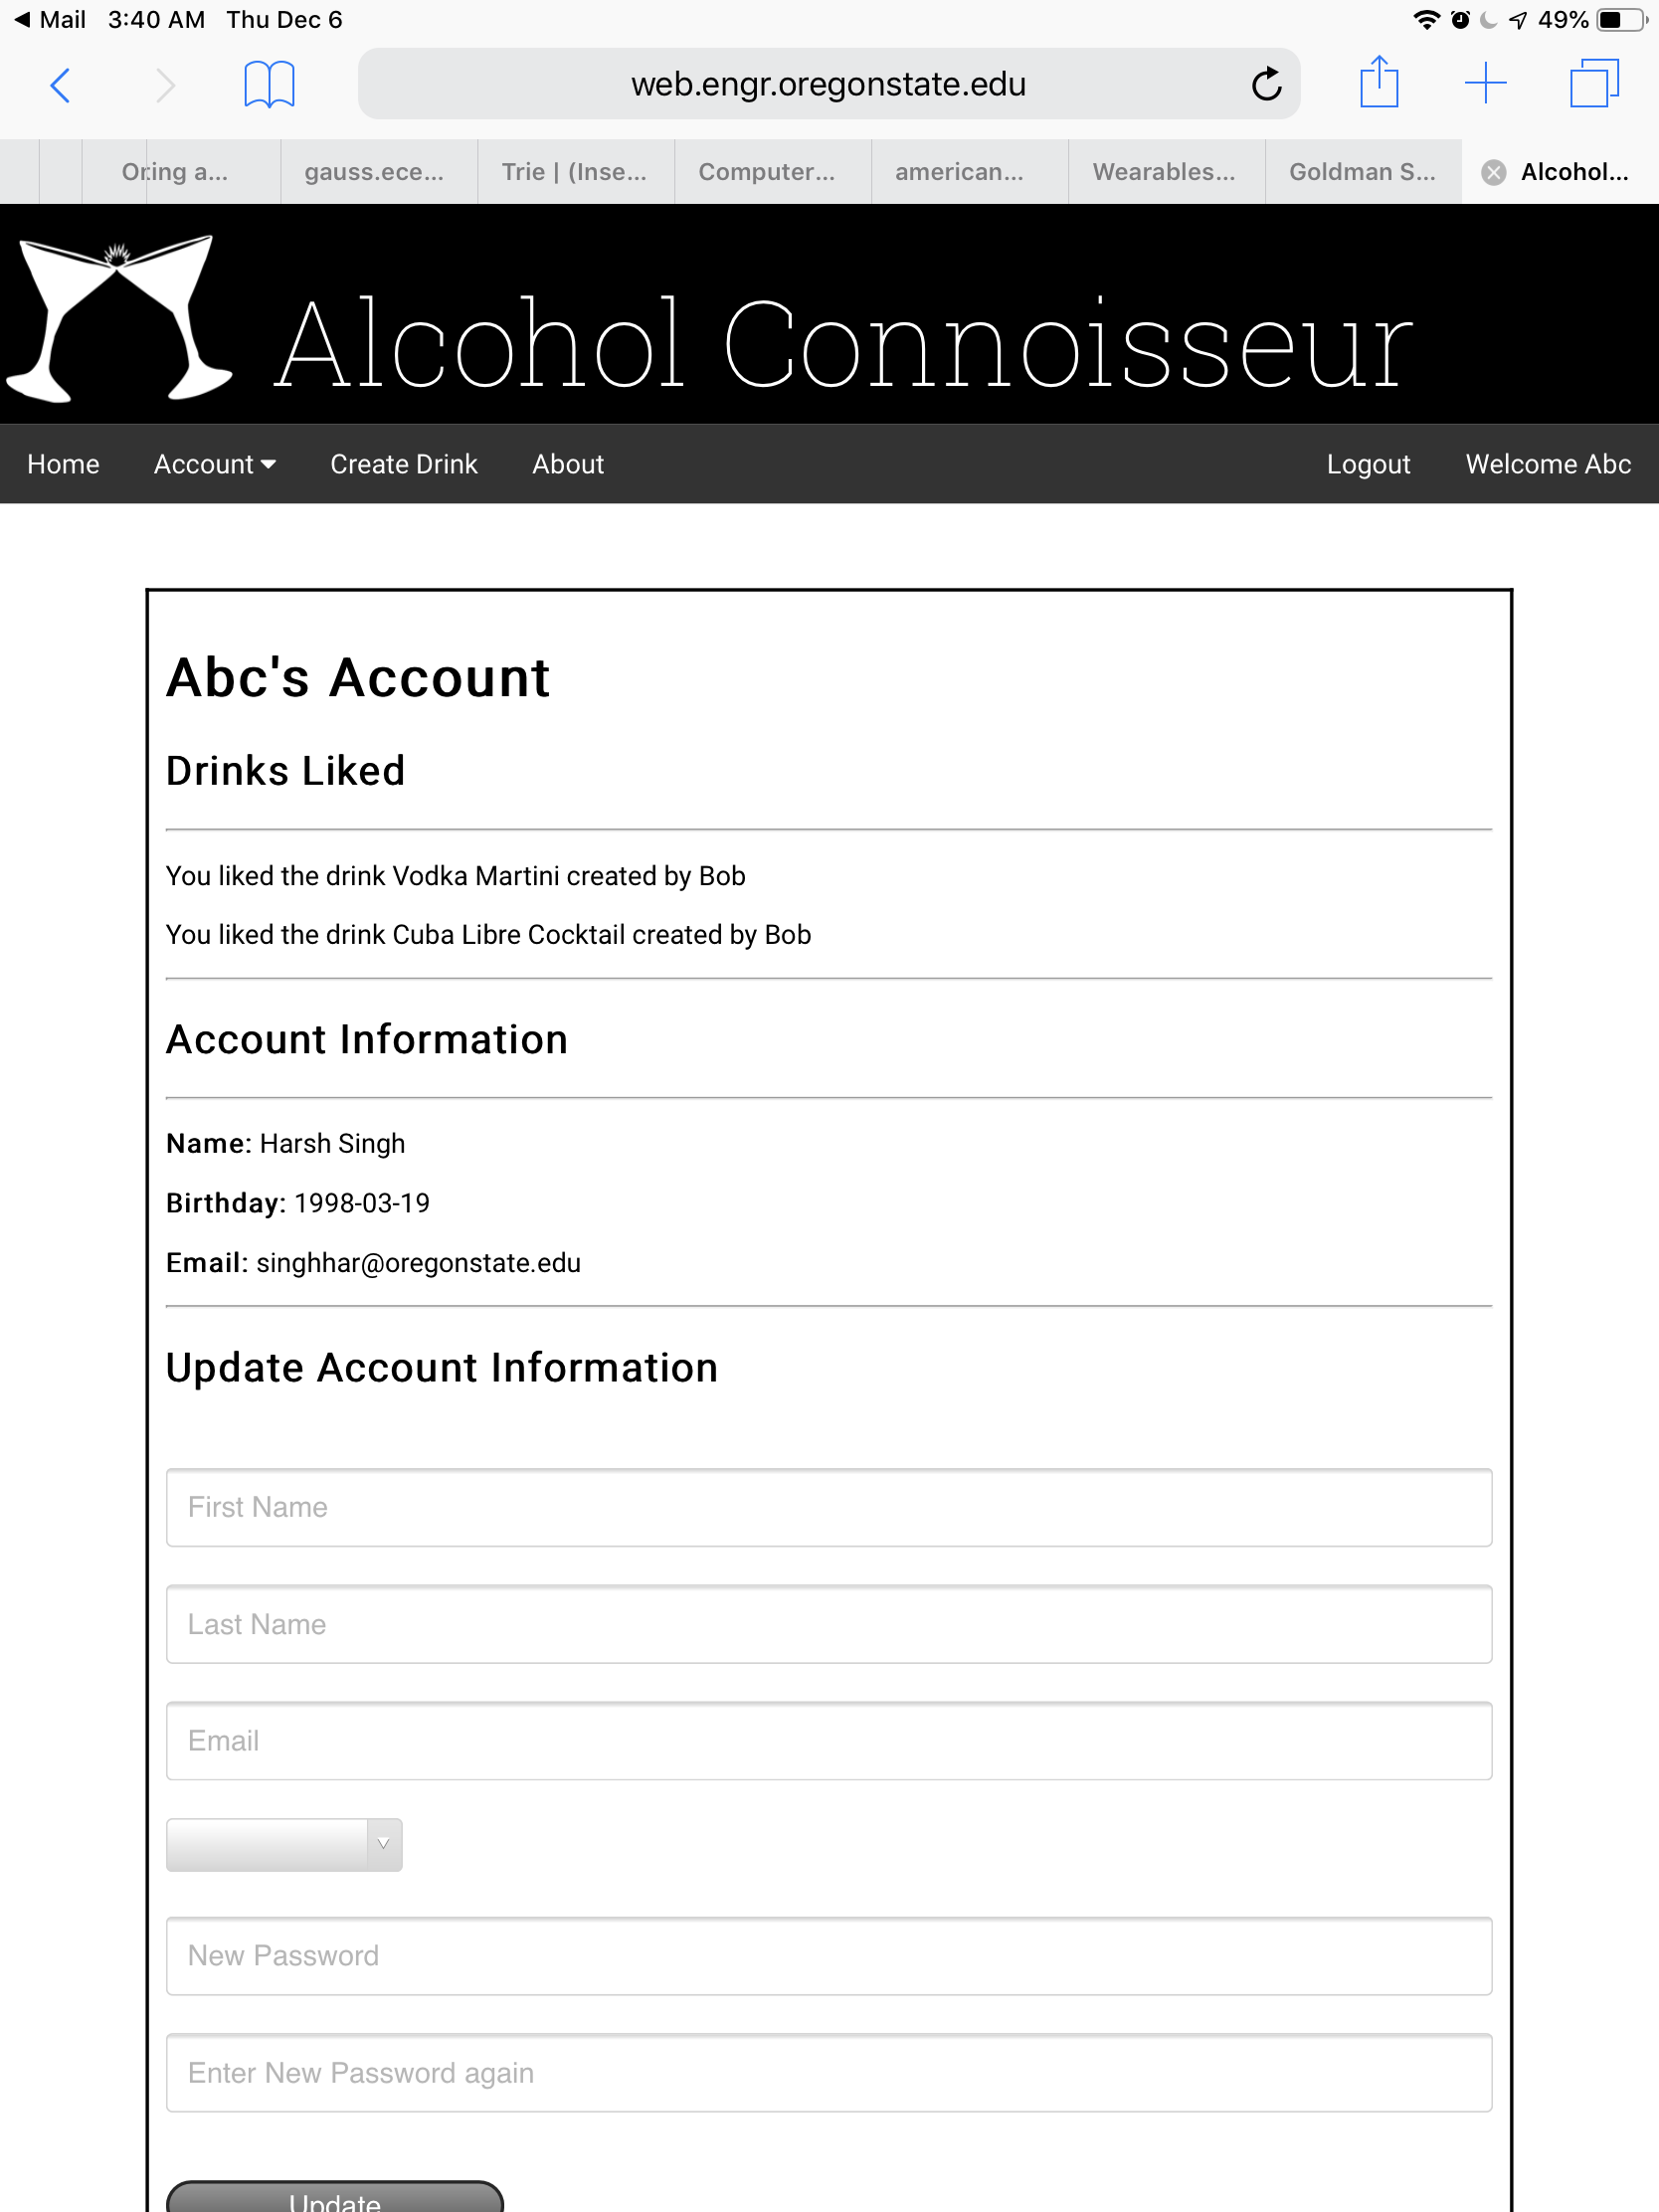 Mail 3:40 AM Thu Dec 6 49%
web.engr.oregonstate.edu
Oring a... gauss.ece... Trie | (Inse... Computer... american... Wearables... Goldman S... Alcohol...
Alcohol Connoisseur
Home Account Create Drink About Logout Welcome Abc
Abc's Account
Drinks Liked
You liked the drink Vodka Martini created by Bob
You liked the drink Cuba Libre Cocktail created by Bob
Account Information
Name: Harsh Singh
Birthday: 1998-03-19
Email: singhhar@oregonstate.edu
Update Account Information
First Name
Last Name
Email
New Password
Enter New Password again
Update